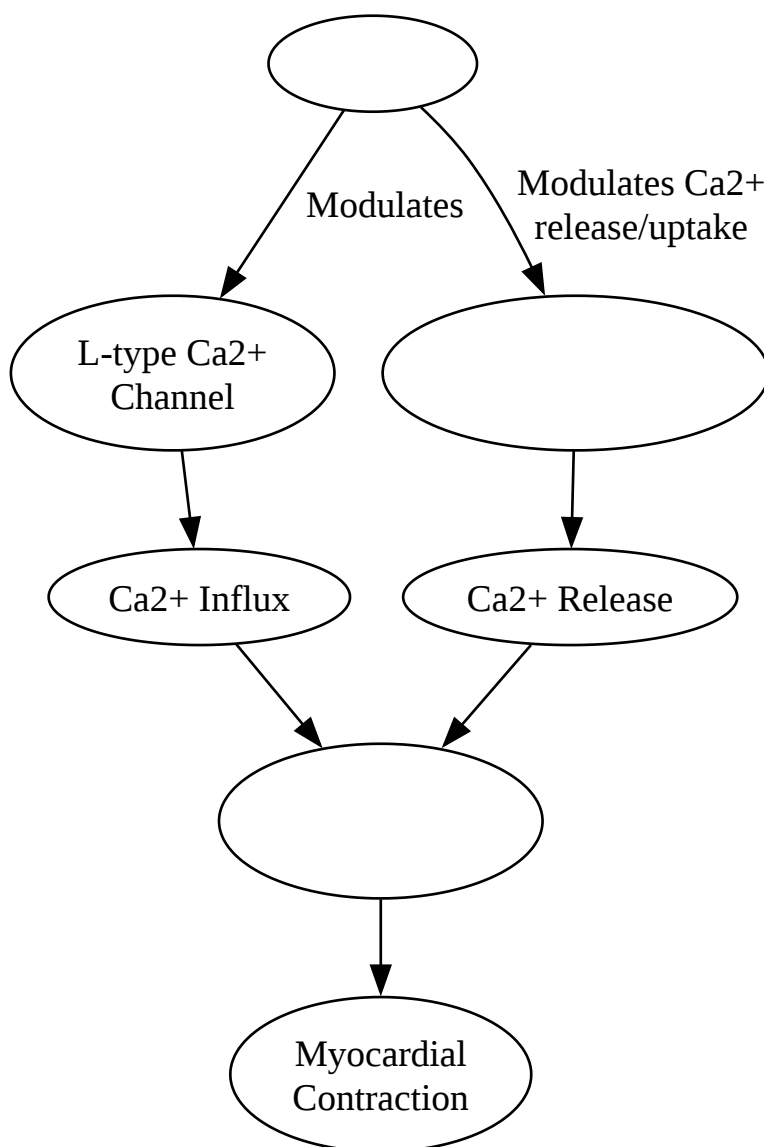 Modulates
Modulates Ca2+
release/uptake
L-type Ca2+
Channel
Ca2+ Influx
Ca2+ Release
Myocardial
Contraction